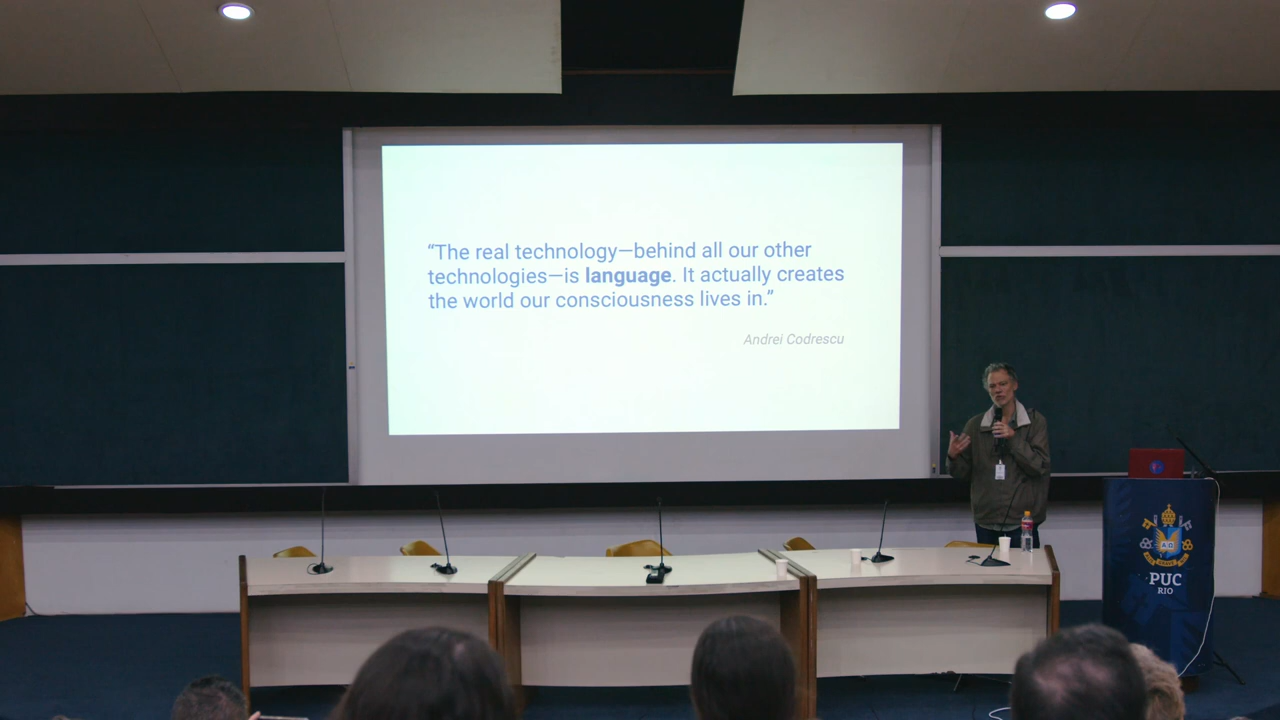 “The real technology—behind all our other
technologies—is language. It actually creates
the world our consciousness lives in.”
Andrei Codrescu
PUC
RIO